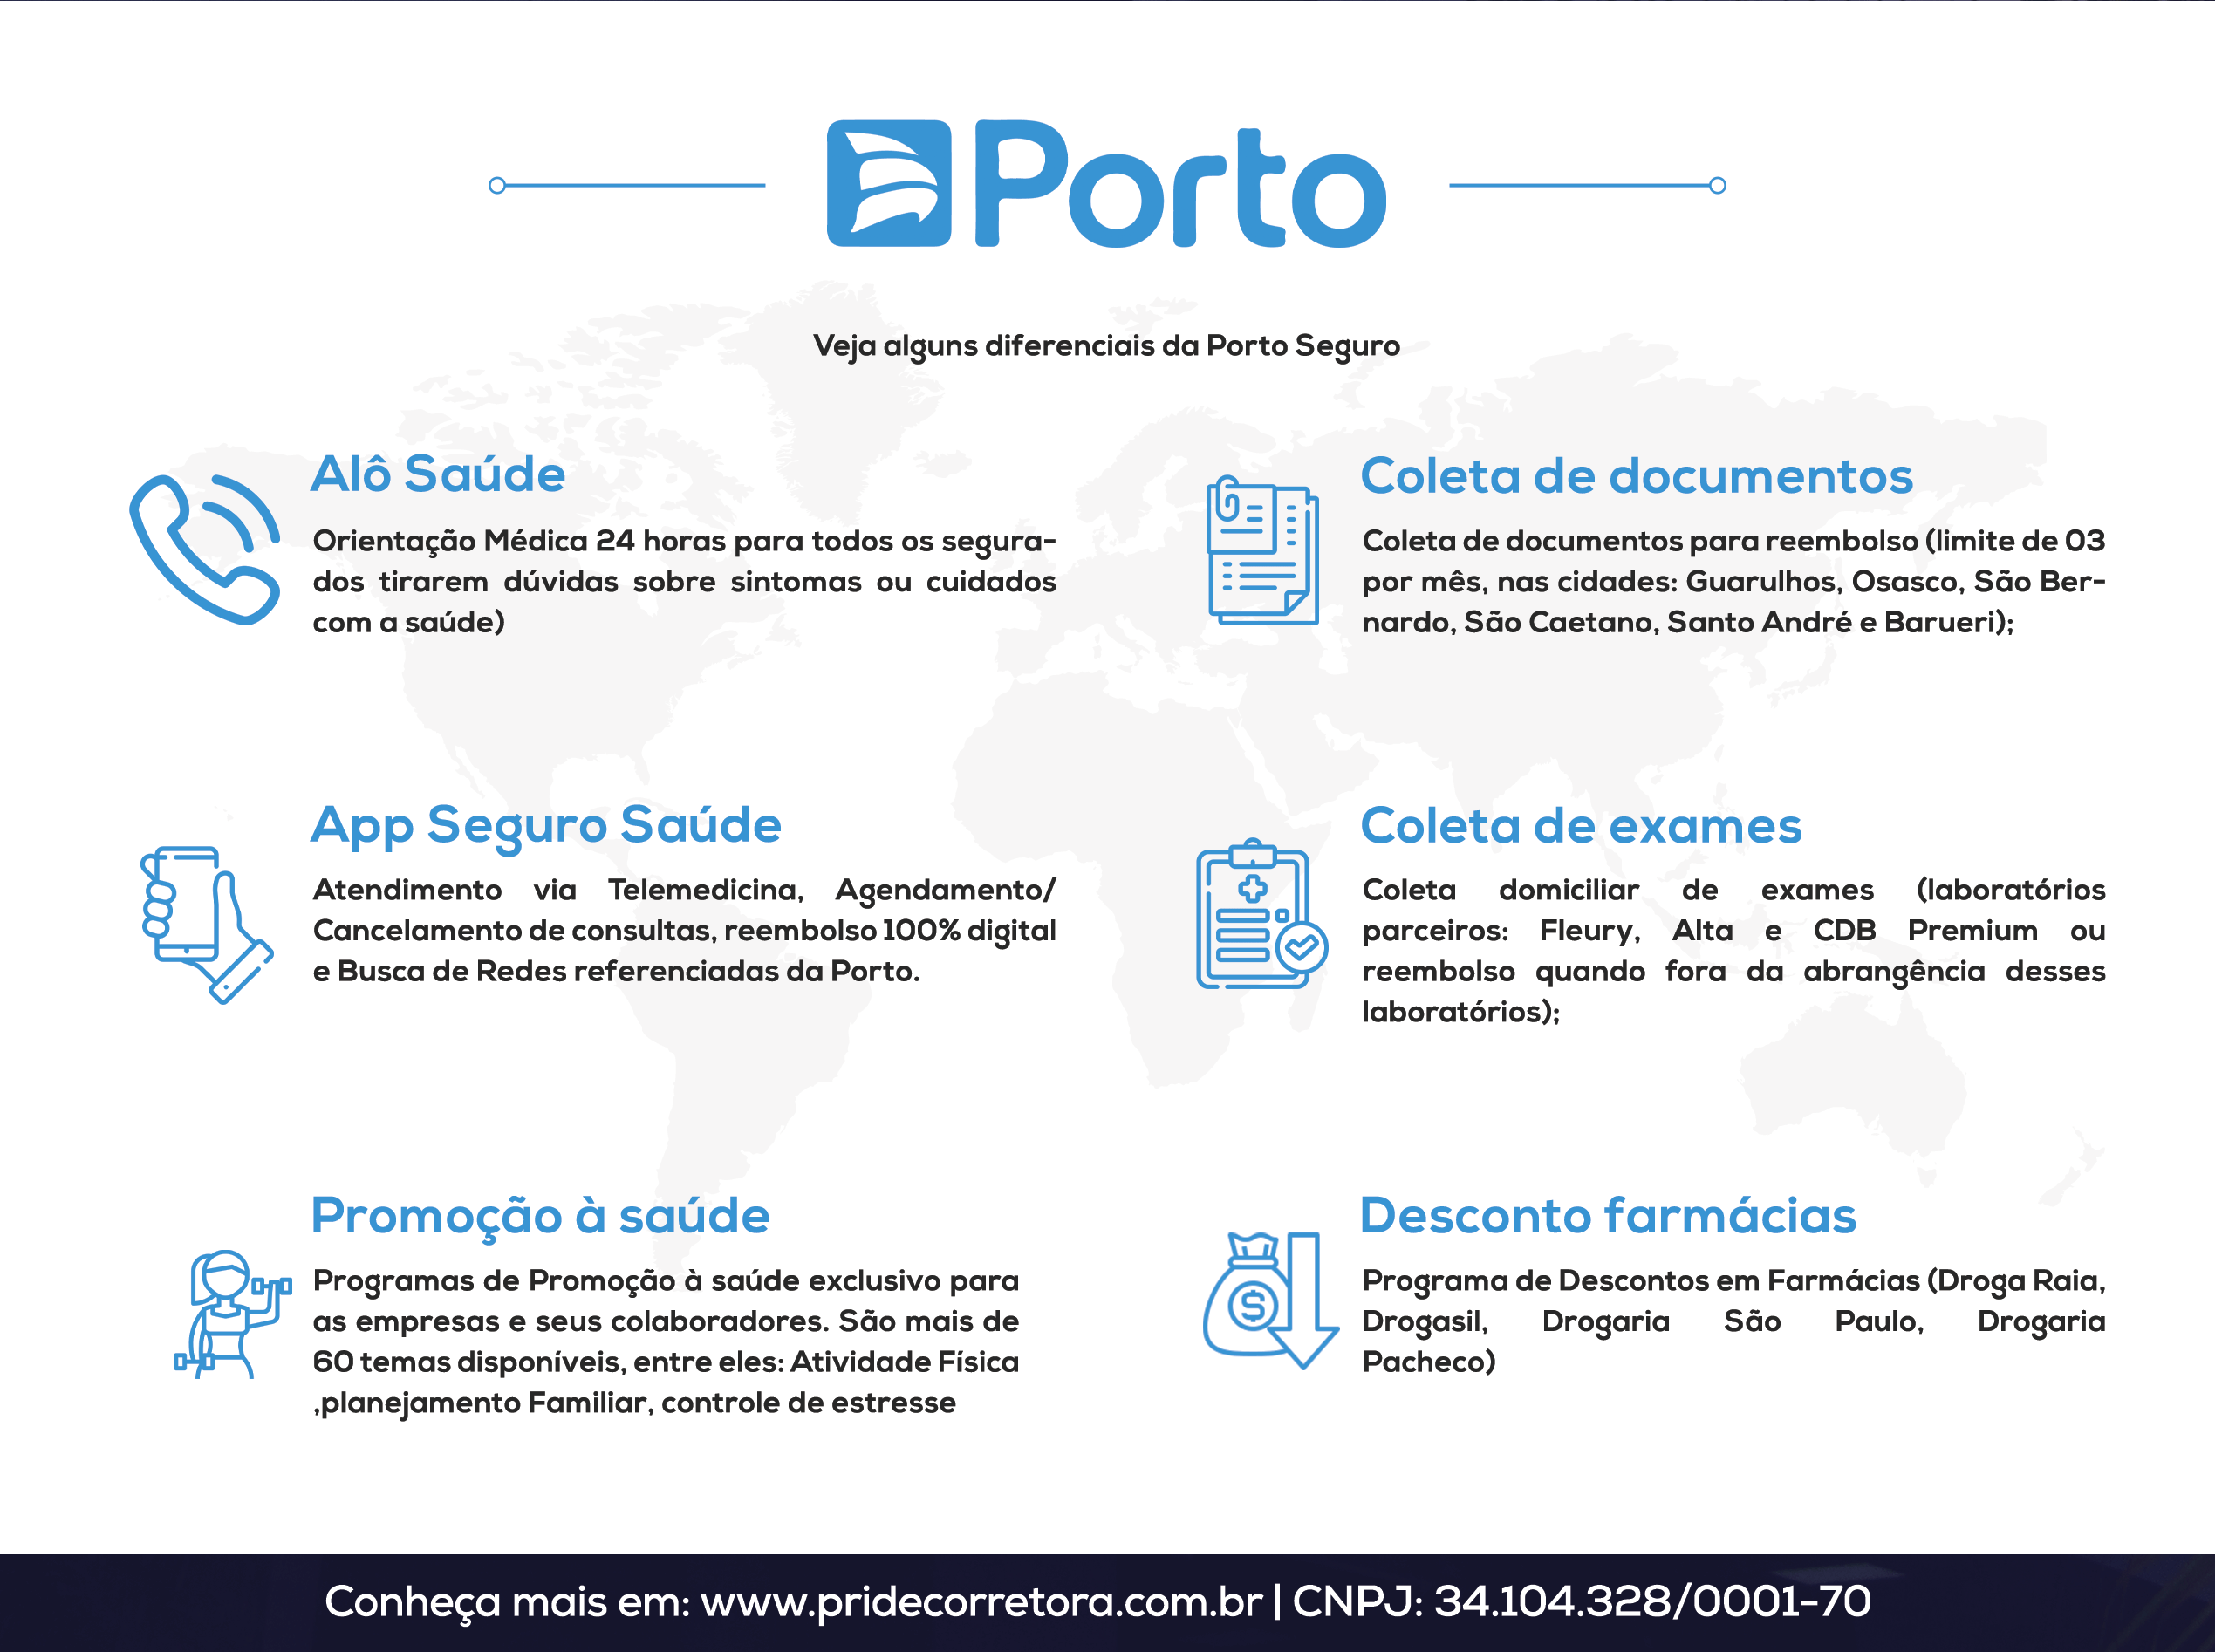 Porto
Veja alguns diferenciais da Porto Seguro
Alô Saúde
Orientação Médica 24 horas para todos os segura-
dos tirarem dúvidas sobre sintomas ou cuidados
com a saúde)
Coleta de documentos
Coleta de documentos para reembolso (limite de 03
por mês, nas cidades: Guarulhos, Osasco, São Ber-
nardo, São Caetano, Santo André e Barueri);
App Seguro Saúde
Atendimento via Telemedicina, Agendamento/
Cancelamento de consultas, reembolso 100% digital
e Busca de Redes referenciadas da Porto.
Coleta de exames
Coleta domiciliar de exames (laboratórios
parceiros: Fleury, Alta e CDB Premium ou
reembolso quando fora da abrangência desses
laboratórios);
Promoção à saúde
Programas de Promoção à saúde exclusivo para
as empresas e seus colaboradores. São mais de
60 temas disponíveis, entre eles: Atividade Física
,planejamento Familiar, controle de estresse
Desconto farmácias
Programa de Descontos em Farmácias (Droga Raia,
Drogasil, Drogaria São Paulo, Drogaria
Pacheco)
Conheça mais em: www.pridecorretora.com.br | CNPJ: 34.104.328/0001-70